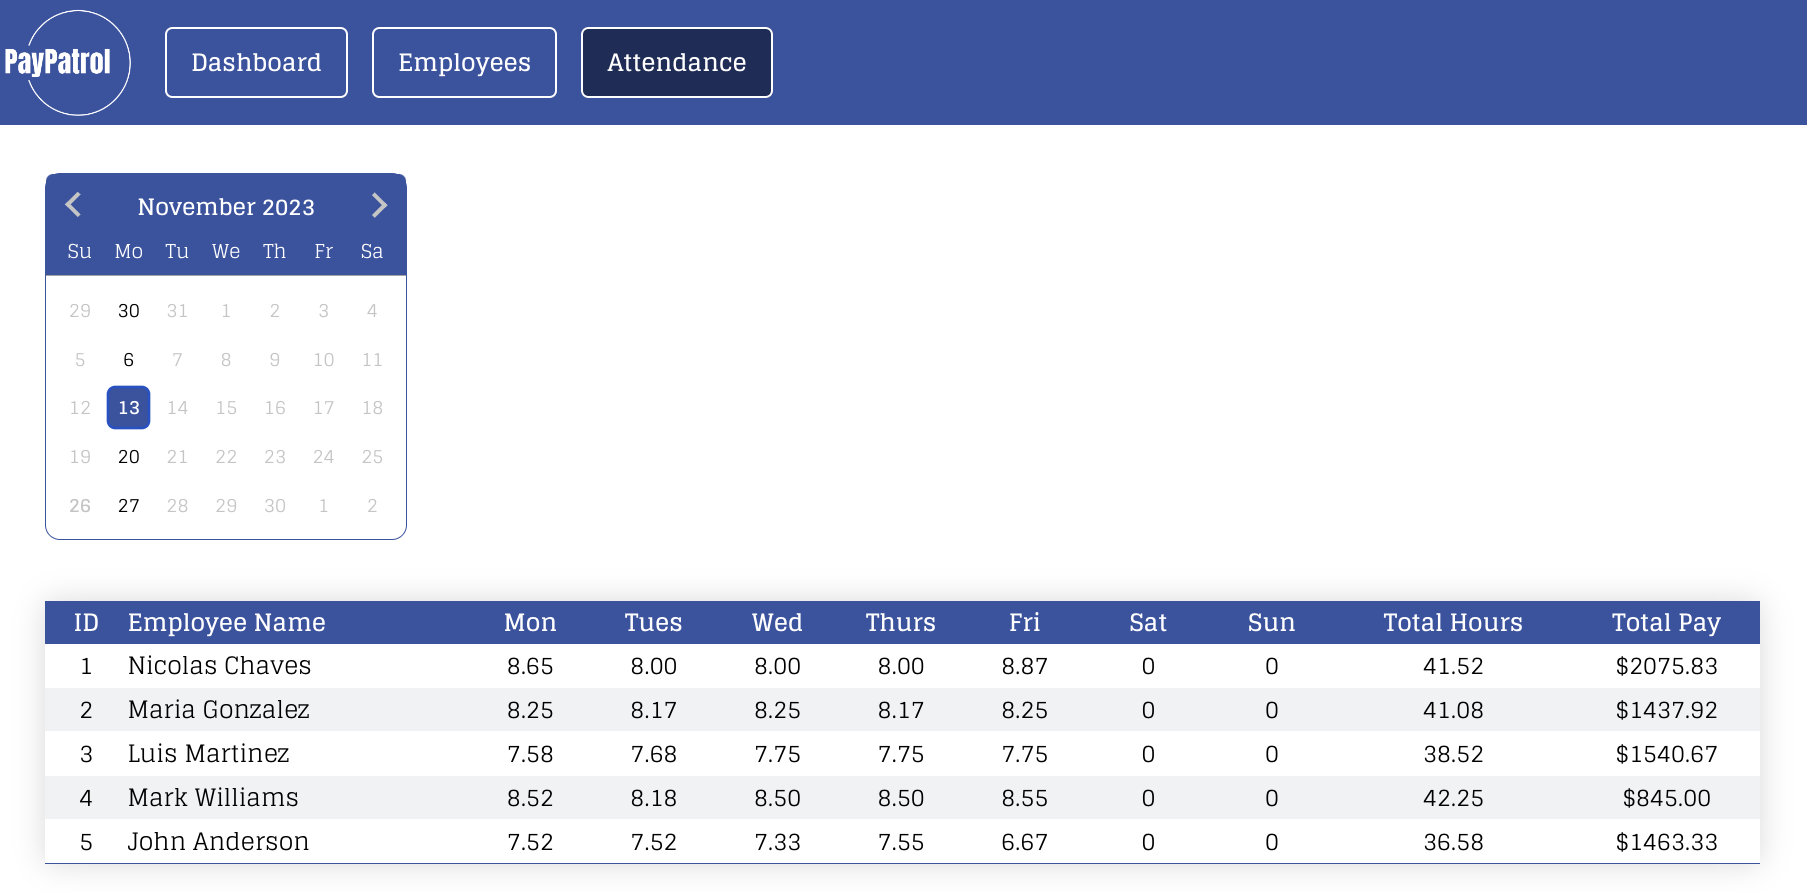 PayPatrol Dashboard Employees Attendance
November 2023
Su Mo Tu We Th Fr Sa
29 30 31 1 2 3 4
5 6 7 8 9 10 11
12 13 14 15 16 17 18
19 20 21 22 23 24 25
26 27 28 29 30 1 2
ID Employee Name Mon Tues Wed Thurs Fri Sat Sun Total Hours Total Pay
1 Nicolas Chaves 8.65 8.00 8.00 8.00 8.87 0 0 41.52 $2075.83
2 Maria Gonzalez 8.25 8.17 8.25 8.17 8.25 0 0 41.08 $1437.92
3 Luis Martinez 7.58 7.68 7.75 7.75 7.75 0 0 38.52 $1540.67
4 Mark Williams 8.52 8.18 8.50 8.50 8.55 0 0 42.25 $845.00
5 John Anderson 7.52 7.52 7.33 7.55 6.67 0 0 36.58 $1463.33